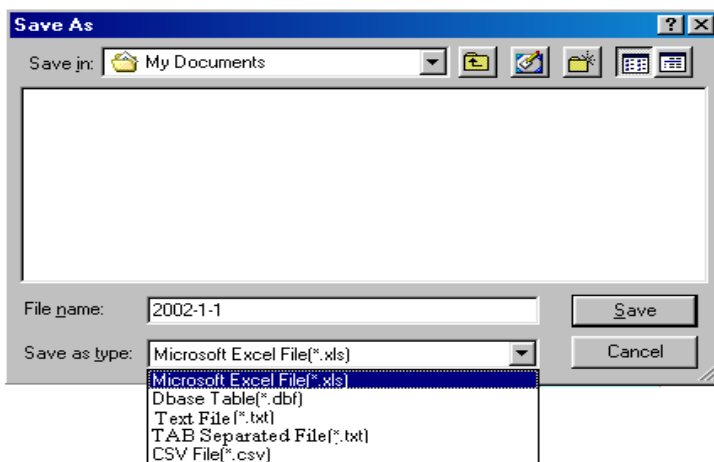 Save As
Save in: My Documents
File name: 2002-1-1
Save
Save as type: Microsoft Excel File(*.xls)
Cancel
Microsoft Excel File(*.xls)
Dbase Table(*.dbf)
Text File(*.txt)
TAB Separated File(*.txt)
CSV File(*.csv)